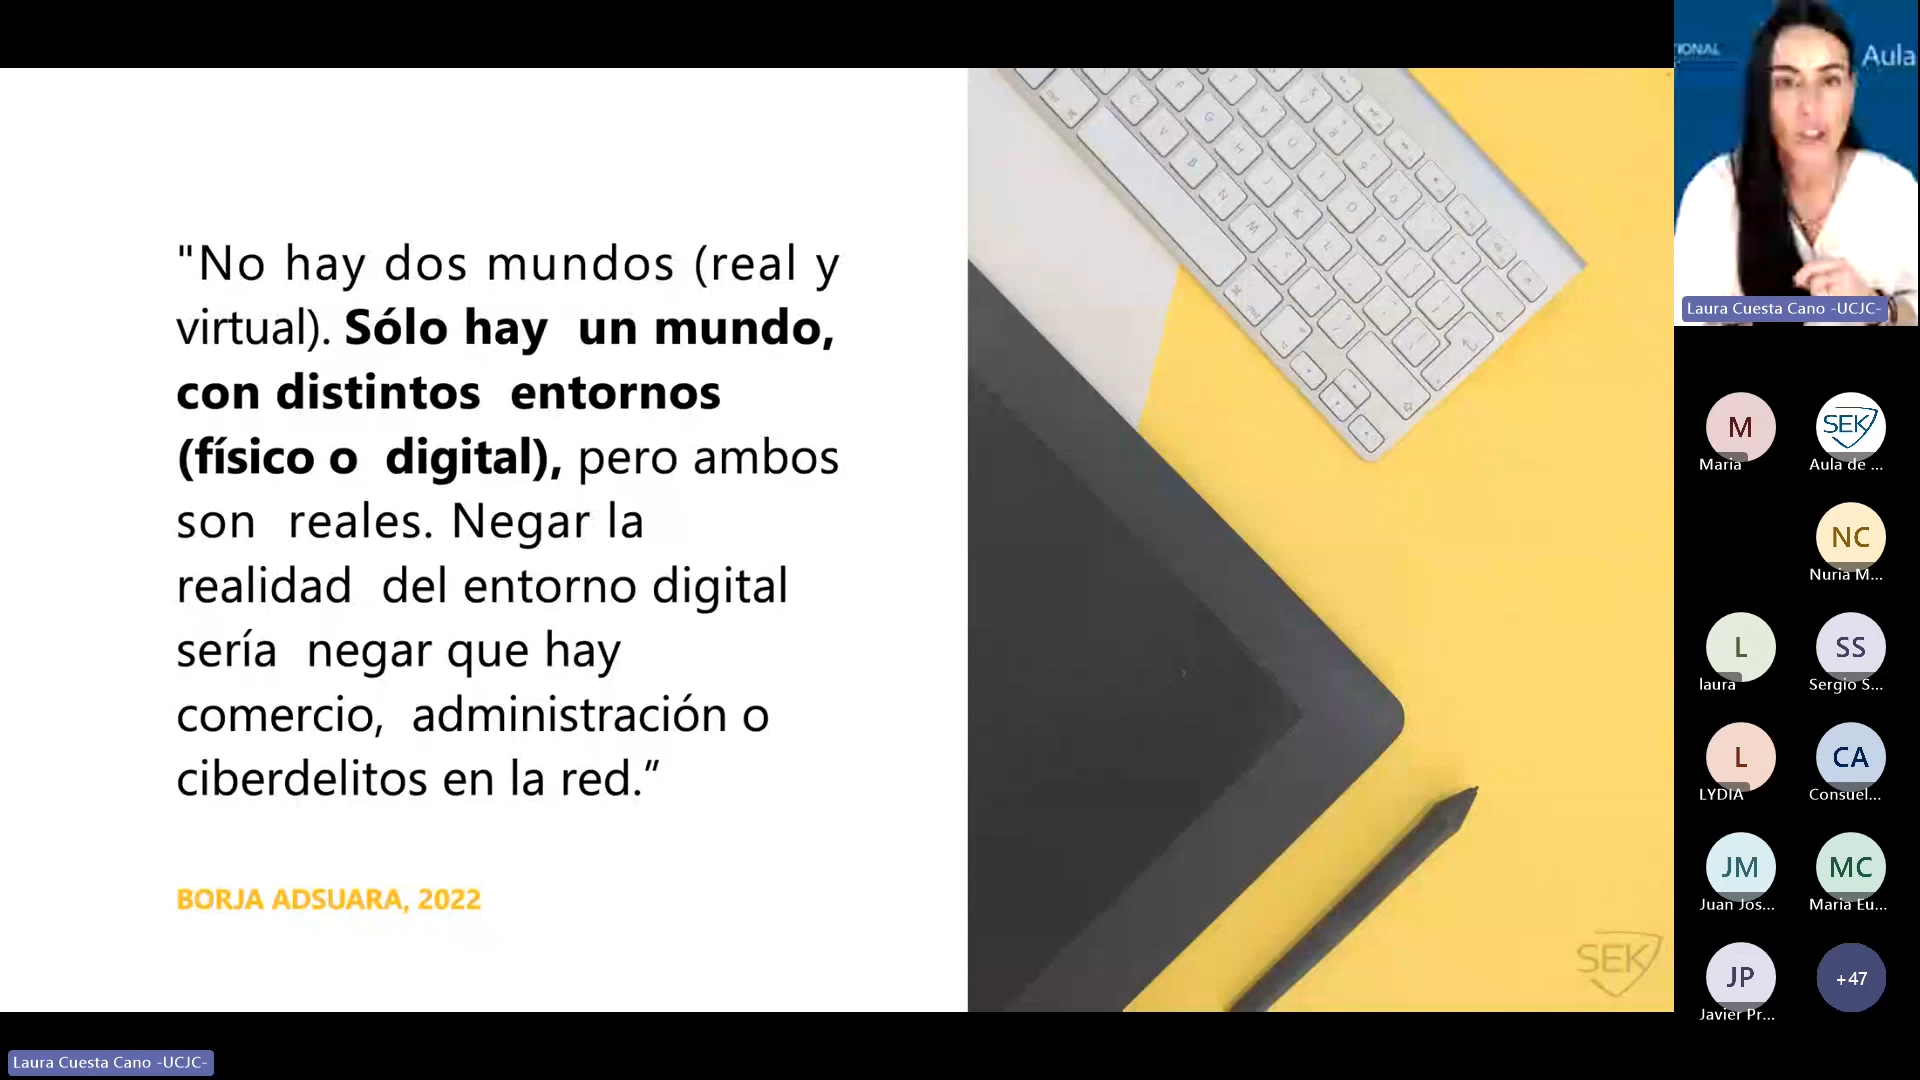 "No hay dos mundos (real y
virtual). Sólo hay un mundo,
con distintos entornos
(físico o digital), pero ambos
son reales. Negar la
realidad del entorno digital
sería negar que hay
comercio, administración o
ciberdelitos en la red.”
BORJA ADSUARA, 2022
SEK
IONAL
Aula
Laura Cuesta Cano -UCJC-
M
Maria
SEK
Aula de ...
NC
Nuria M...
L
laura
SS
Sergio S...
L
LYDIA
CA
Consuel...
JM
Juan Jos...
MC
Maria Eu...
JP
Javier Pr...
+47
Laura Cuesta Cano -UCJC-